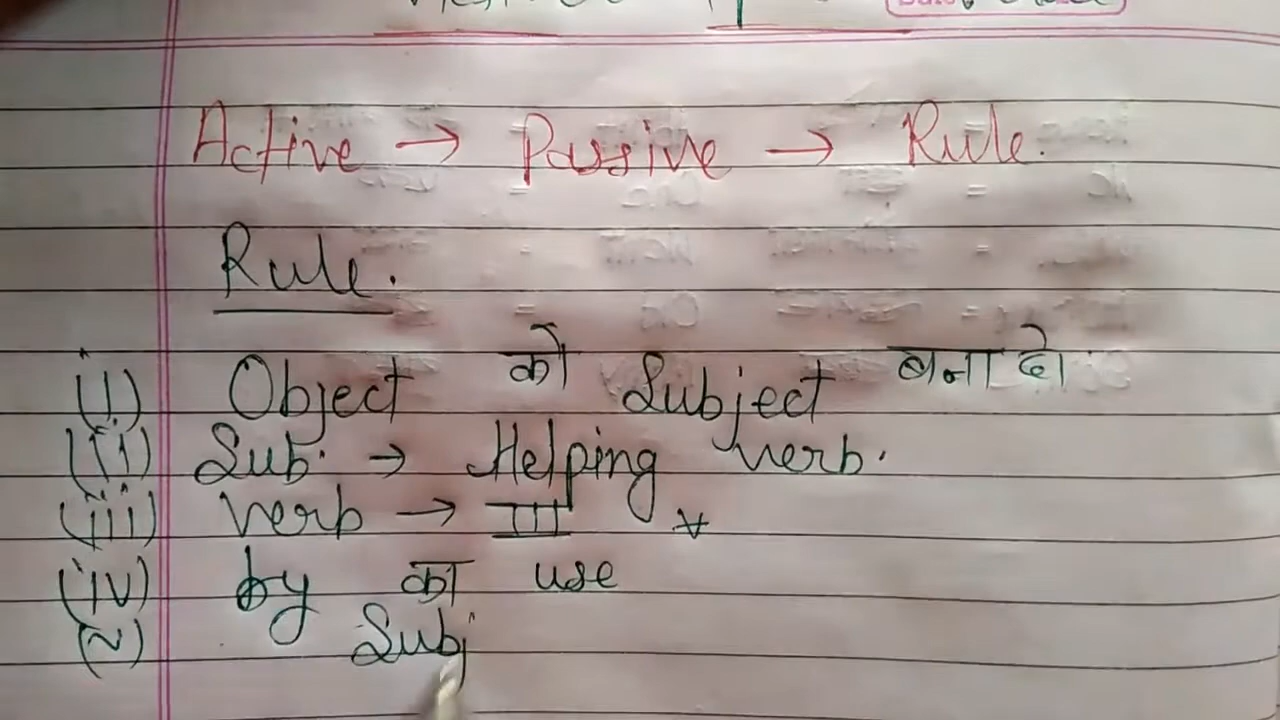 Active → Passive → Rule.
Rule.
(i) Object को Subject बना दे।
(ii) Sub. → Helping verb.
(iii) verb → III *
(iv) by का use
(v) Subj